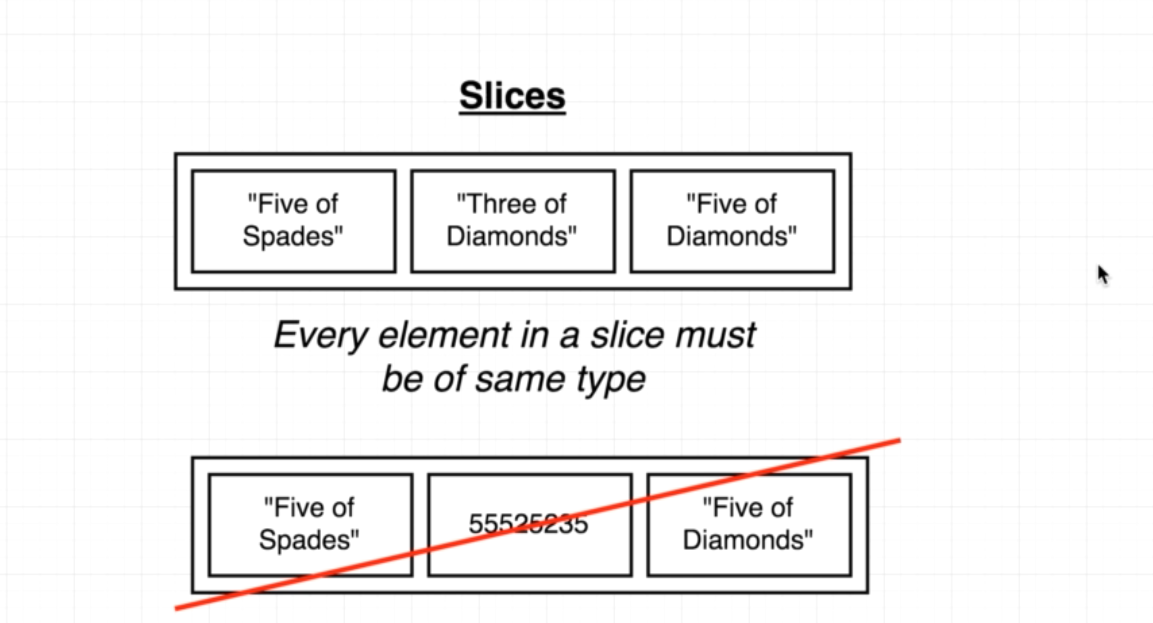 Slices
"Five of
Spades"
"Three of
Diamonds"
"Five of
Diamonds"
Every element in a slice must
be of same type
"Five of
Spades"
55525235
"Five of
Diamonds"